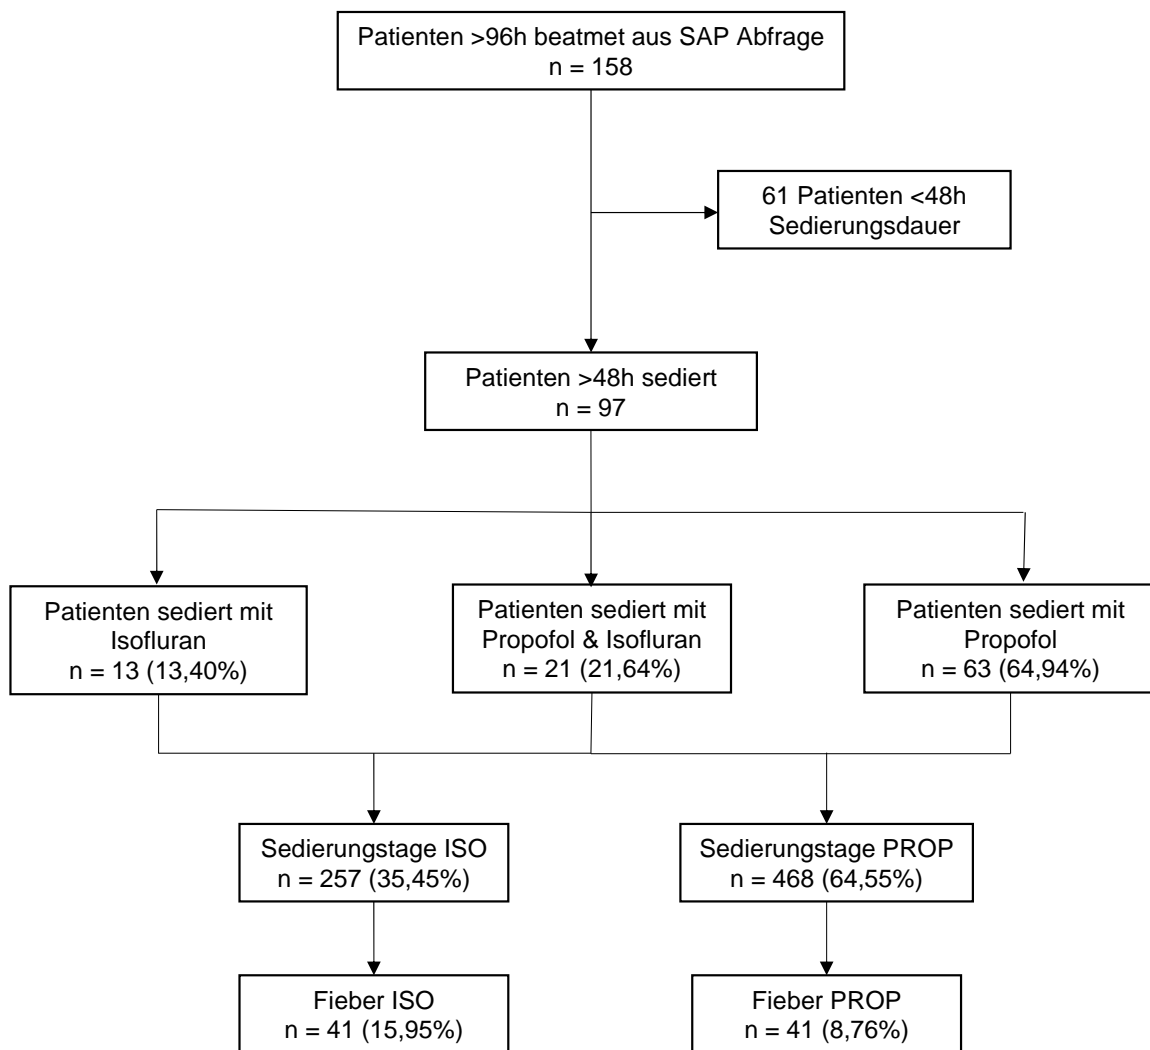 Patienten >96h beatmet aus SAP Abfrage
n = 158
61 Patienten <48h
Sedierungsdauer
Patienten >48h sediert
n = 97
Patienten sediert mit
Isofluran
n = 13 (13,40%)
Patienten sediert mit
Propofol & Isofluran
n = 21 (21,64%)
Patienten sediert mit
Propofol
n = 63 (64,94%)
Sedierungstage ISO
n = 257 (35,45%)
Sedierungstage PROP
n = 468 (64,55%)
Fieber ISO
n = 41 (15,95%)
Fieber PROP
n = 41 (8,76%)